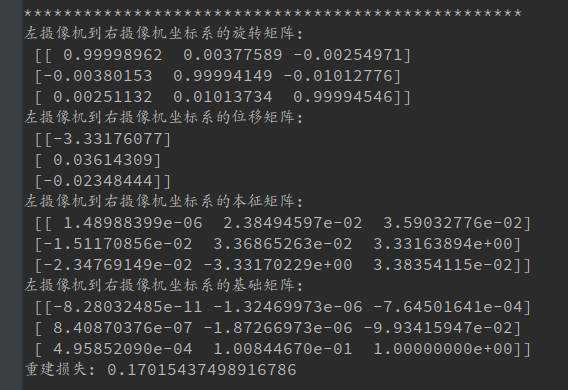 **************************************************
左摄像机到右摄像机坐标系的旋转矩阵:
[[ 0.99998962  0.00377589 -0.00254971]
[-0.00380153  0.99994149 -0.01012776]
[ 0.00251132  0.01013734  0.99994546]]
左摄像机到右摄像机坐标系的位移矩阵:
[[-3.33176077]
[ 0.03614309]
[-0.02348444]]
左摄像机到右摄像机坐标系的本征矩阵:
[[ 1.48988399e-06  2.38494597e-02  3.59032776e-02]
[-1.51170856e-02  3.36865263e-02  3.33163894e+00]
[-2.34769149e-02 -3.33170229e+00  3.38354115e-02]]
左摄像机到右摄像机坐标系的基础矩阵:
[[-8.28032485e-11 -1.32469973e-06 -7.64501641e-04]
[ 8.40870376e-07 -1.87266973e-06 -9.93415947e-02]
[ 4.95852090e-04  1.00844670e-01  1.00000000e+00]]
重建损失: 0.17015437498916786